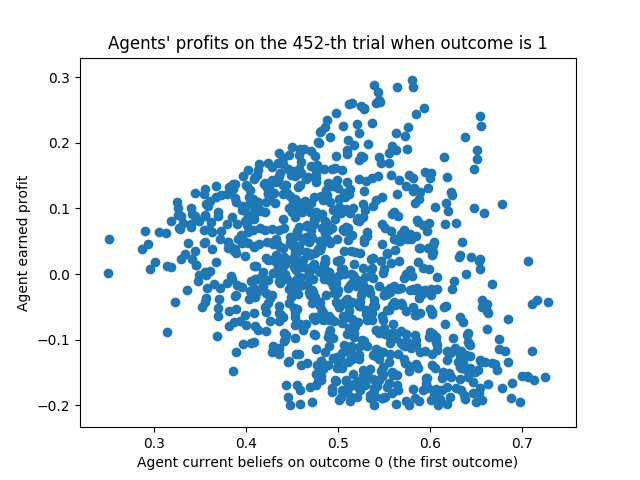 Agents' profits on the 452-th trial when outcome is 1
Agent earned profit
0.3
0.2
0.1
0.0
−0.1
−0.2
0.3 0.4 0.5 0.6 0.7
Agent current beliefs on outcome 0 (the first outcome)